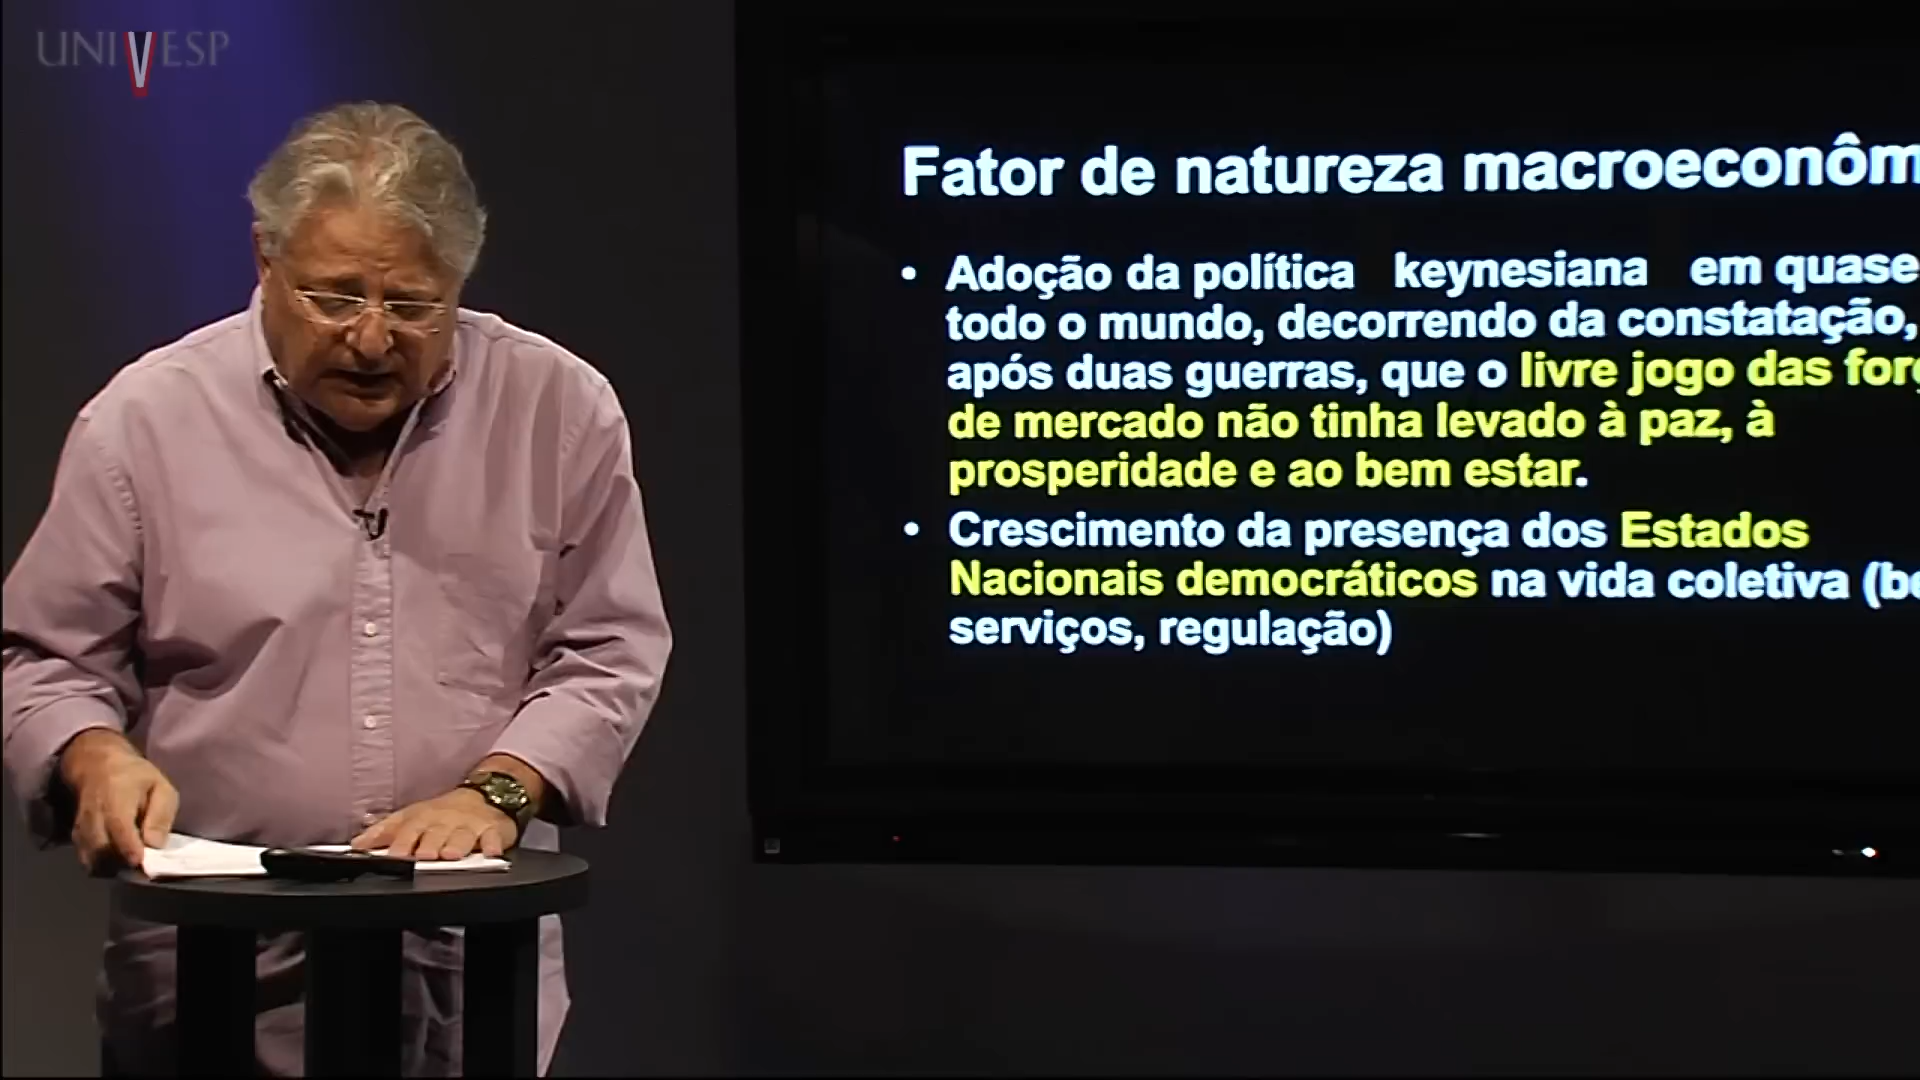 UNIVESP
Fator de natureza
• Adoção da política keynesiana em quase
todo o mundo, decorrendo da constatação,
após duas guerras, que o livre jogo das
de mercado não tinha levado à paz, à
prosperidade e ao bem estar.
• Crescimento da presença dos Estados
Nacionais democráticos na vida coletiva
serviços, regulação)